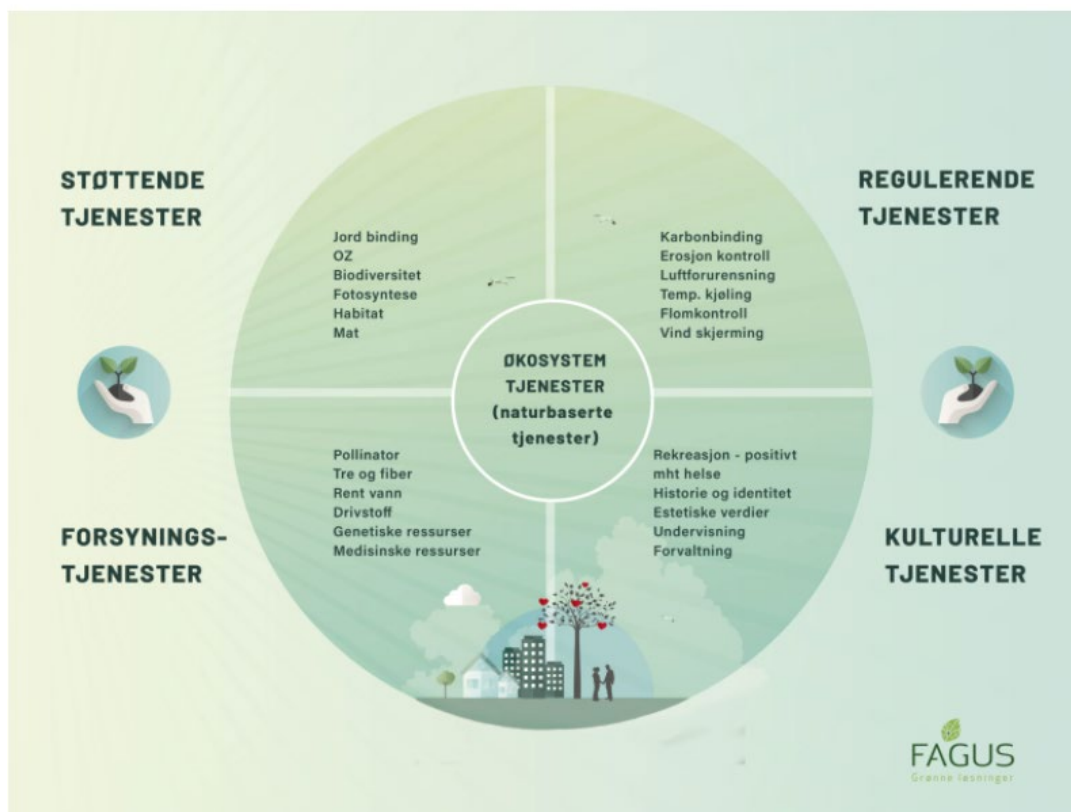 STØTTENDE
TJENESTER
Jord binding
OZ
Biodiversitet
Fotosyntese
Habitat
Mat
REGULERENDE
TJENESTER
Karbonbinding
Erosjon kontroll
Luftforurensning
Temp. kjøling
Flomkontroll
Vind skjerming
ØKOSYSTEM
TJENESTER
(naturbaserte
tjenester)
FORSYNINGS-
TJENESTER
Pollinator
Tre og fiber
Rent vann
Drivstoff
Genetiske ressurser
Medisinske ressurser
Rekreasjon - positivt
mht helse
Historie og identitet
Estetiske verdier
Undervisning
Forvaltning
KULTURELLE
TJENESTER
FAGUS
Grønne løsninger